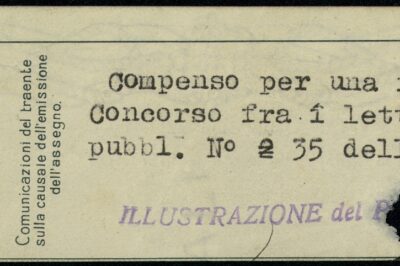 Comunicazioni del traente
sulla causale dell'emissione
dell'assegno.
Compenso per una
Concorso fra i lett
pubbl. No 2 35 dell
ILLUSTRAZIONE del P